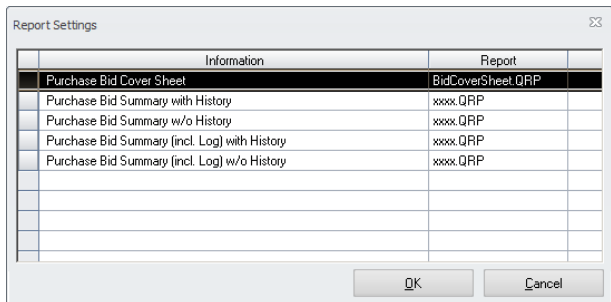 Report Settings
Information Report
Purchase Bid Cover Sheet BidCoverSheet.QRP
Purchase Bid Summary with History xxxx.QRP
Purchase Bid Summary w/o History xxxx.QRP
Purchase Bid Summary (incl. Log) with History xxxx.QRP
Purchase Bid Summary (incl. Log) w/o History xxxx.QRP
OK Cancel